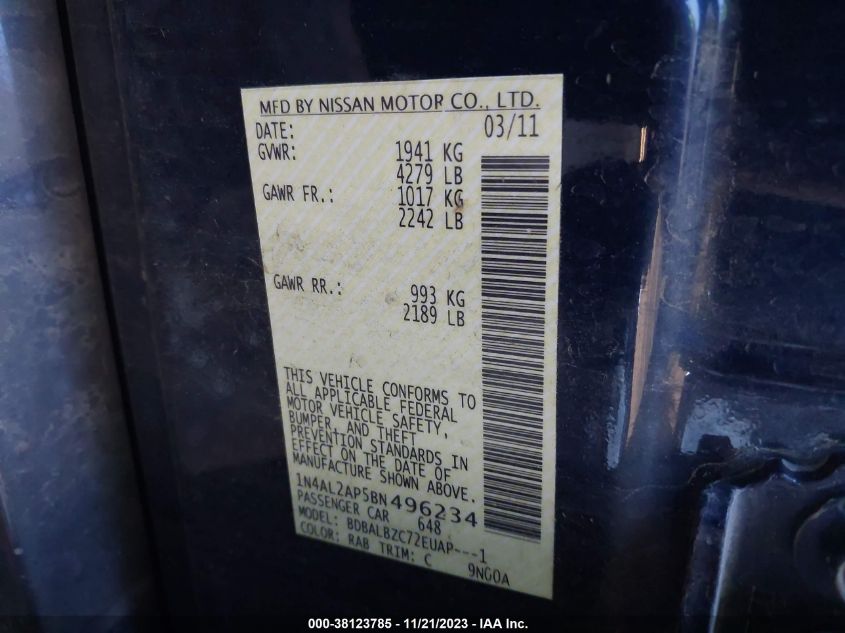 MFD BY NISSAN MOTOR CO., LTD.
DATE: 03/11
GVWR: 1941 KG
4279 LB
GAWR FR.: 1017 KG
2242 LB
GAWR RR.: 993 KG
2189 LB
THIS VEHICLE CONFORMS TO
ALL APPLICABLE FEDERAL
MOTOR VEHICLE SAFETY,
BUMPER, AND THEFT
PREVENTION STANDARDS IN
EFFECT ON THE DATE OF
MANUFACTURE SHOWN ABOVE.
1N4AL2AP5BN496234
PASSENGER CAR 648
MODEL: BDBALBZC72EUAP---1
COLOR: RAB TRIM: C 9NG0A
000-38123785 - 11/21/2023 - IAA Inc.